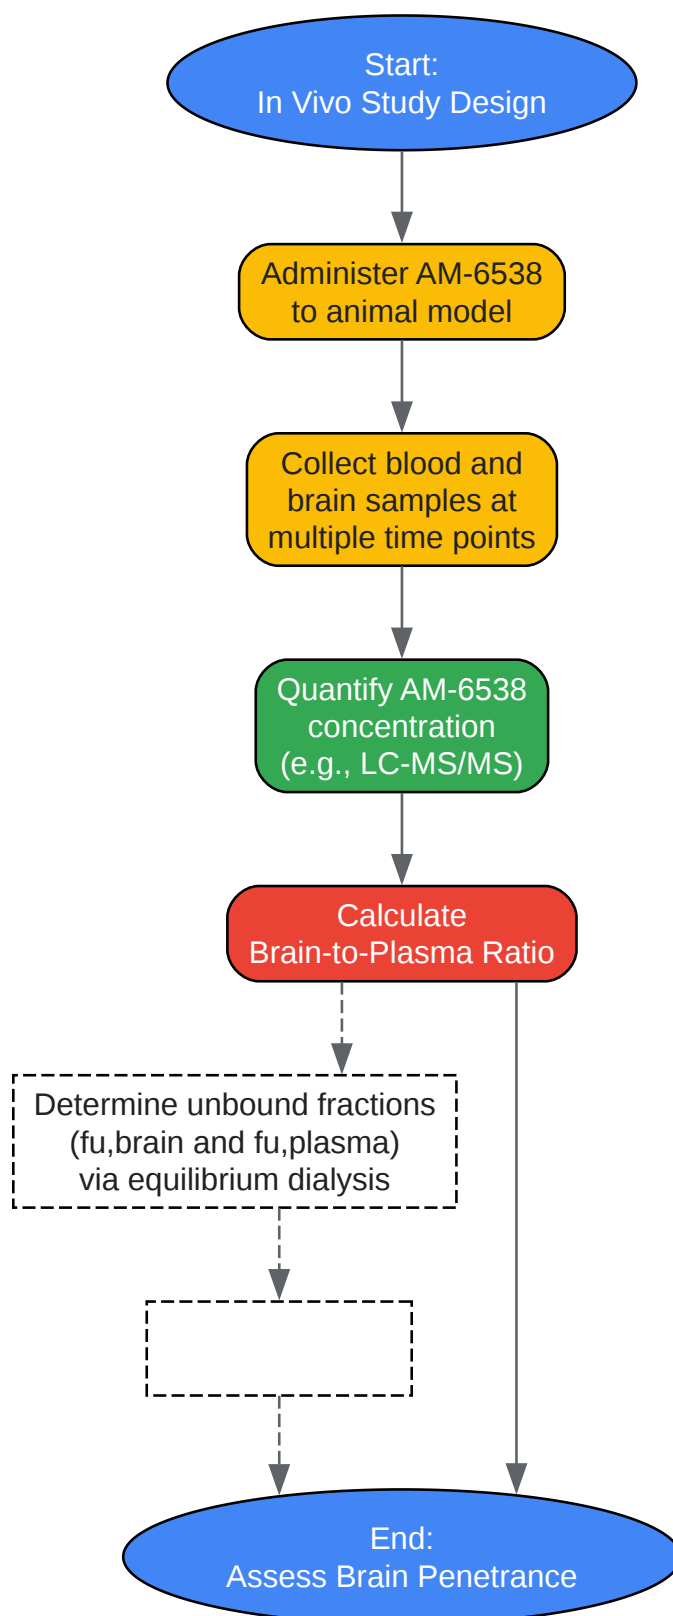 Start:
In Vivo Study Design
Administer AM-6538
to animal model
Collect blood and
brain samples at
multiple time points
Quantify AM-6538
concentration
(e.g., LC-MS/MS)
Calculate
Brain-to-Plasma Ratio
Determine unbound fractions
(fu,brain and fu,plasma)
via equilibrium dialysis
End:
Assess Brain Penetrance